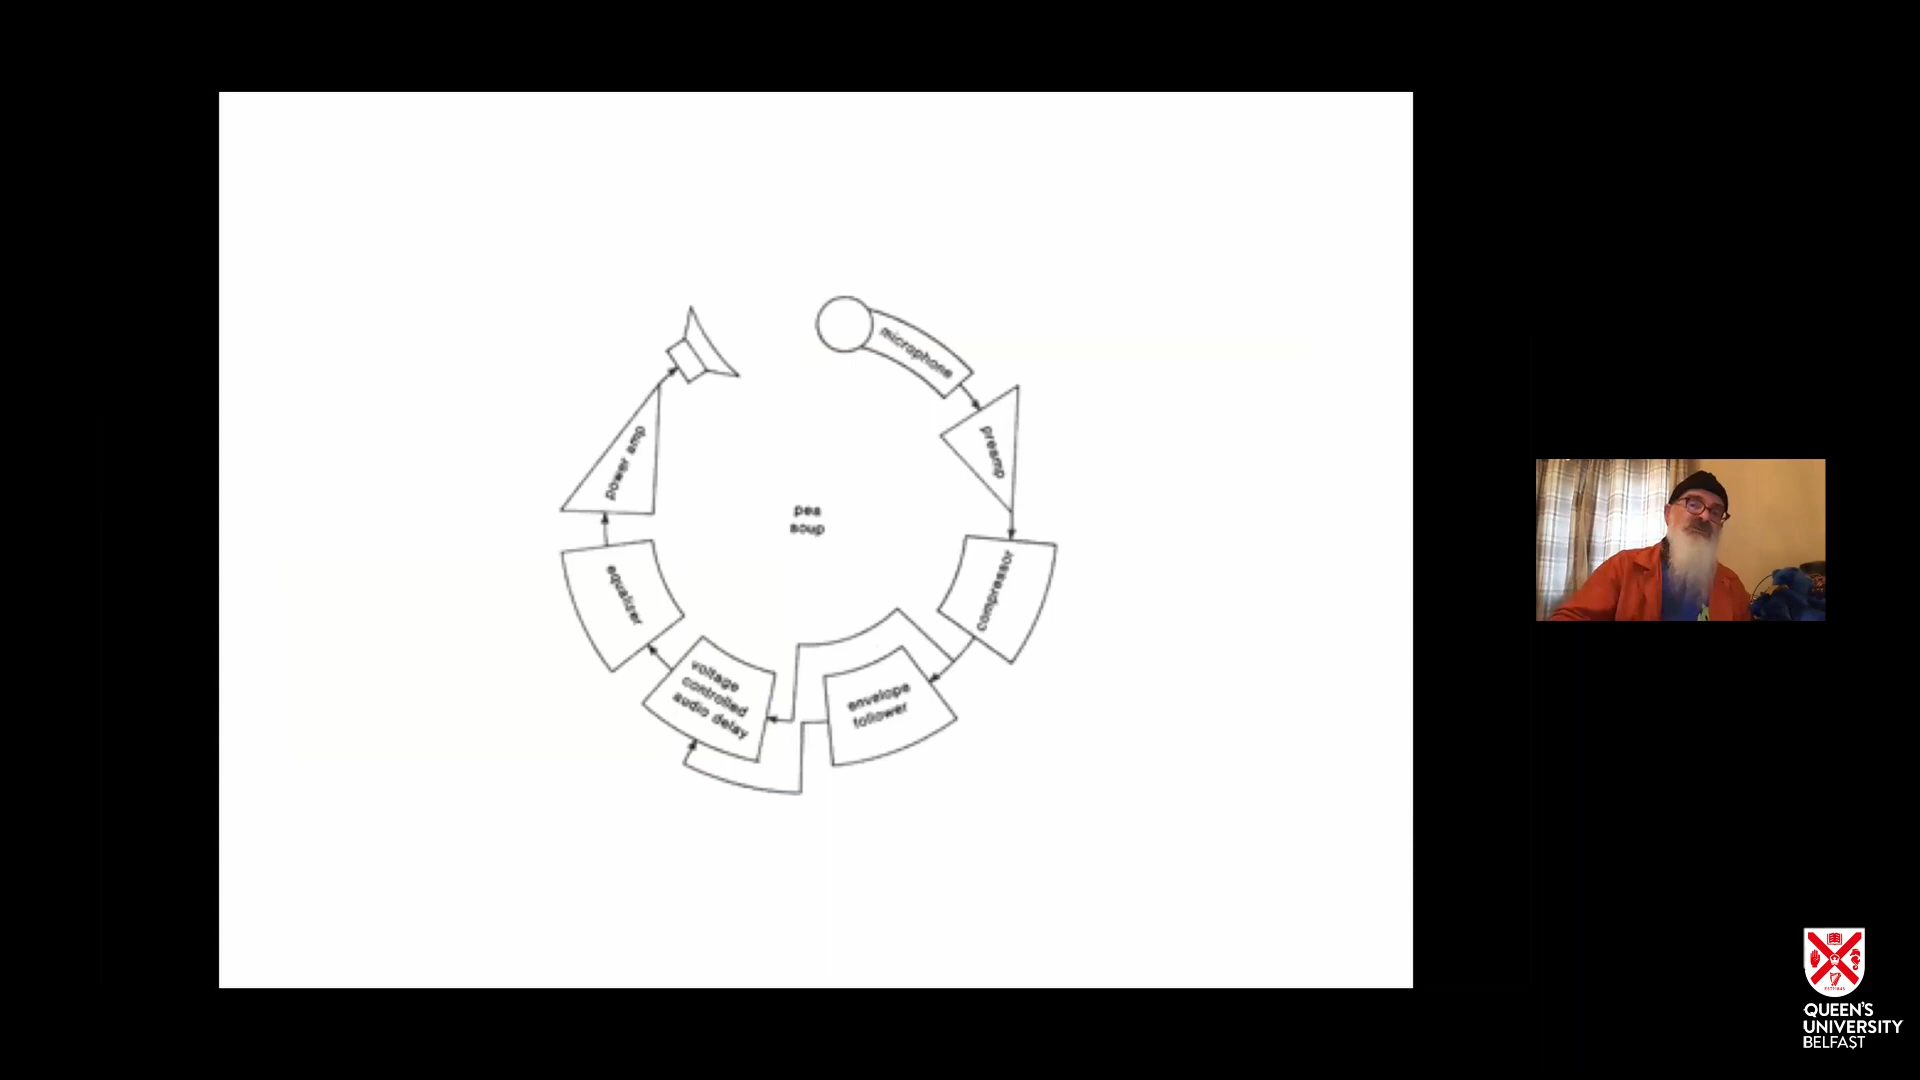 microphone
preamp
compressor
envelope
follower
voltage
controlled
audio delay
equalizer
power amp
pea
soup
QUEEN'S
UNIVERSITY
BELFAST